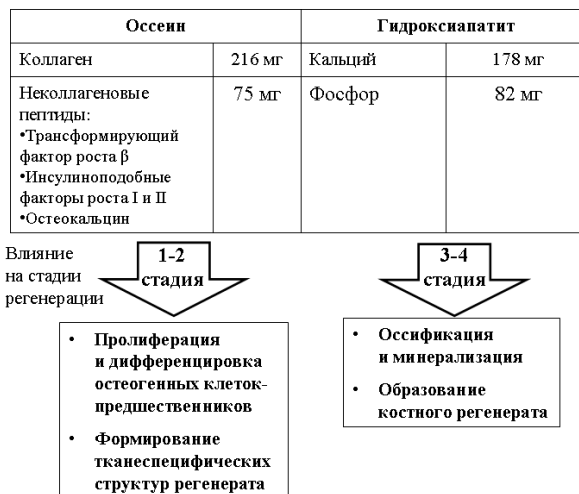 Оссеин
Гидроксиапатит
Коллаген
216 мг
Кальций
178 мг
Неколлагеновые
пептиды:
•Трансформирующий
фактор роста β
•Инсулиноподобные
факторы роста I и II
•Остеокальцин
75 мг
Фосфор
82 мг
Влияние
на стадии
регенерации
1-2
стадия
3-4
стадия
• Пролиферация
и дифференцировка
остеогенных клеток-
предшественников
• Формирование
тканеспецифических
структур регенерата
• Оссификация
и минерализация
• Образование
костного регенерата